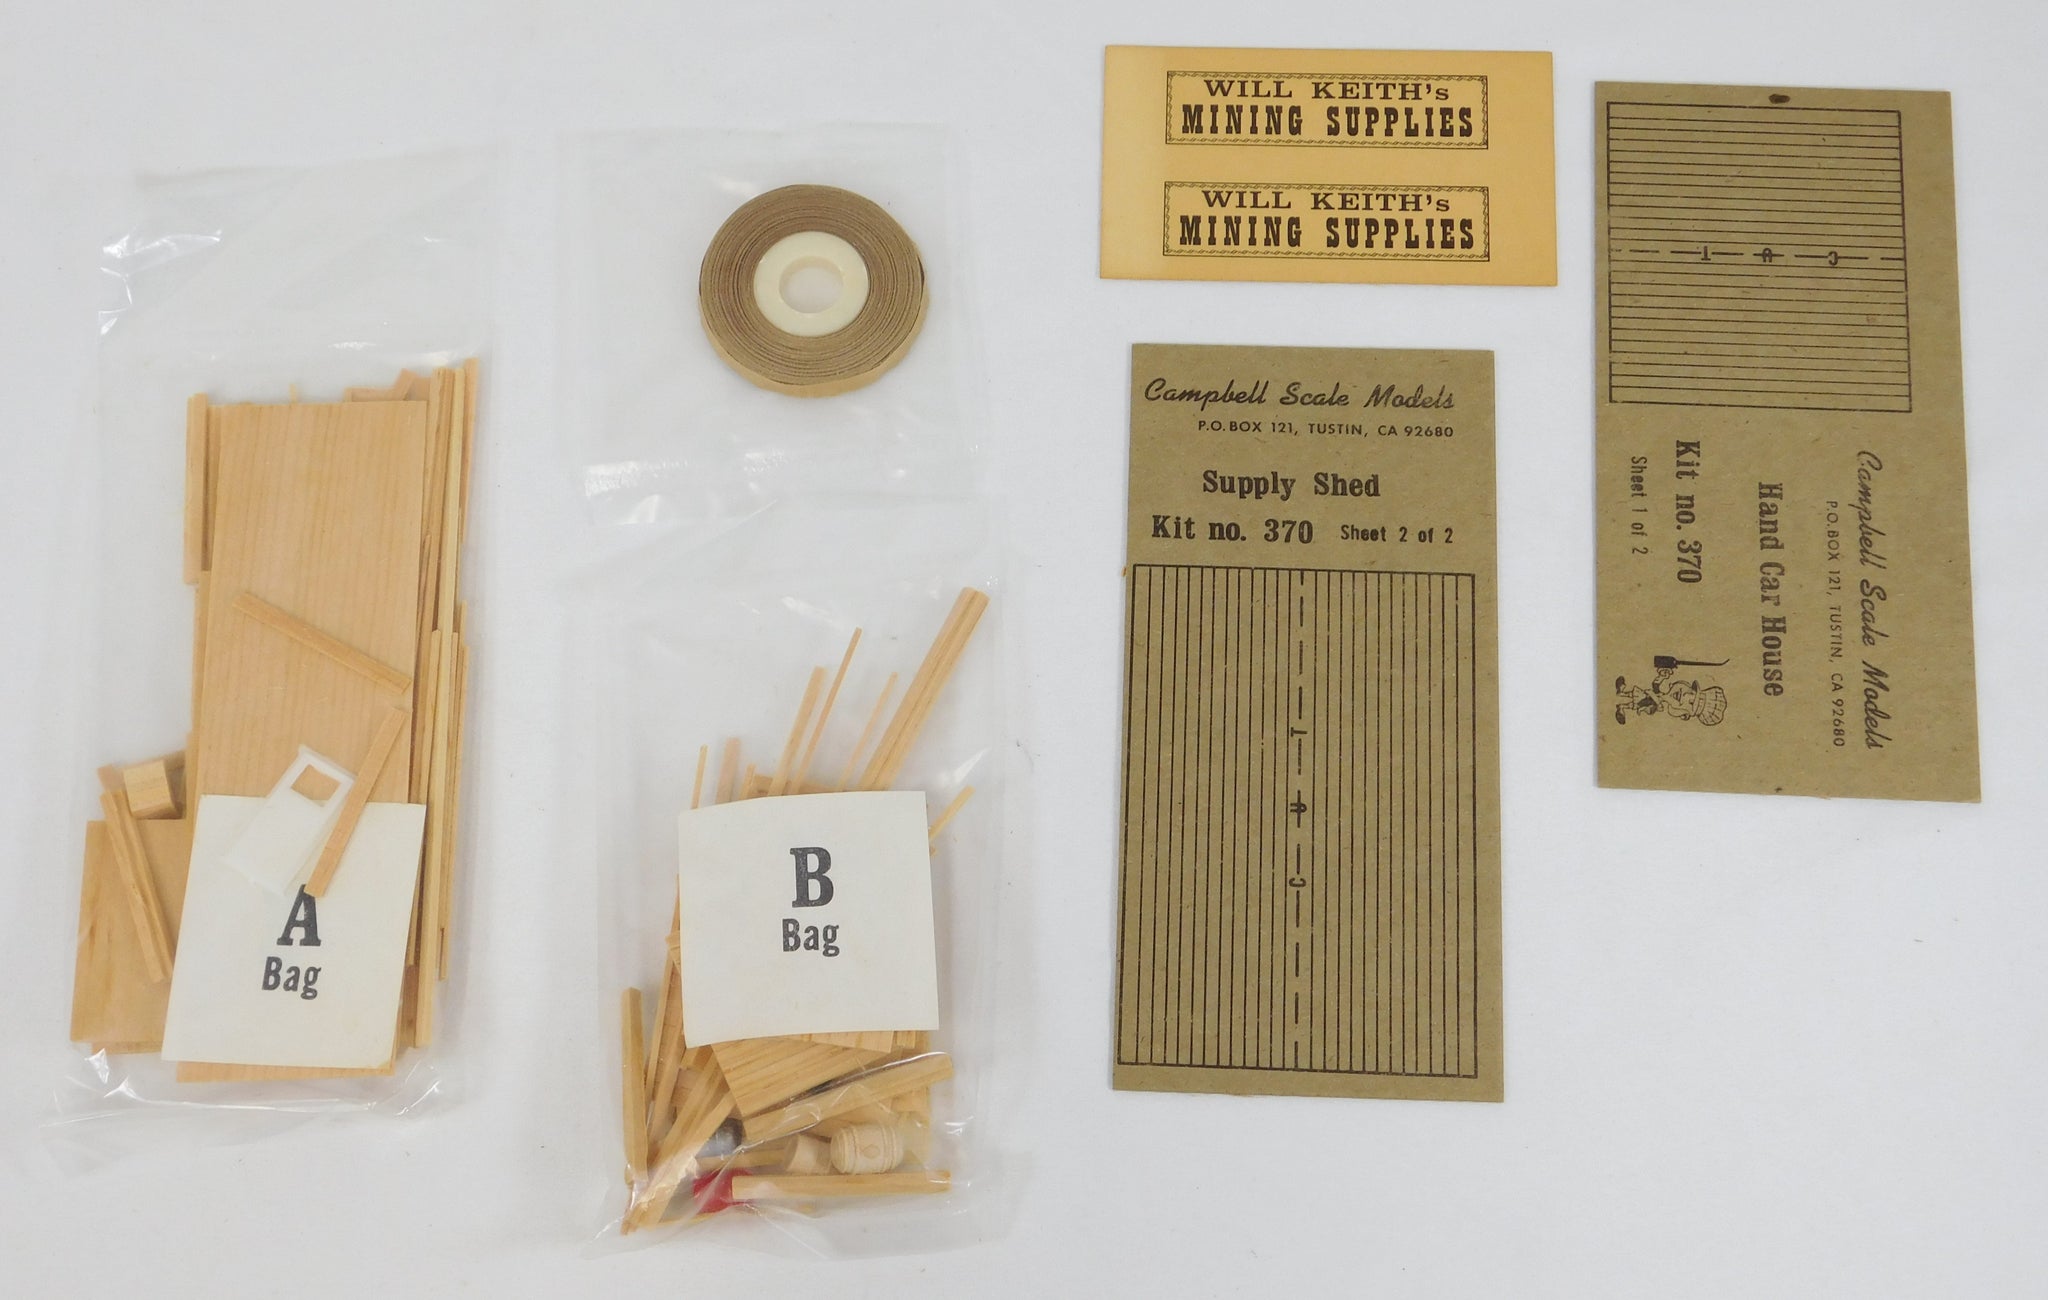 A
Bag
B
Bag
WILL KEITH's
MINING SUPPLIES
WILL KEITH's
MINING SUPPLIES
Campbell Scale Models
P.O. BOX 121, TUSTIN, CA 92680
Supply Shed
Kit no. 370 Sheet 2 of 2
CUT
CUT
Campbell Scale Models
P.O. BOX 121, TUSTIN, CA 92680
Hand Car House
Kit no. 370
Sheet 1 of 2